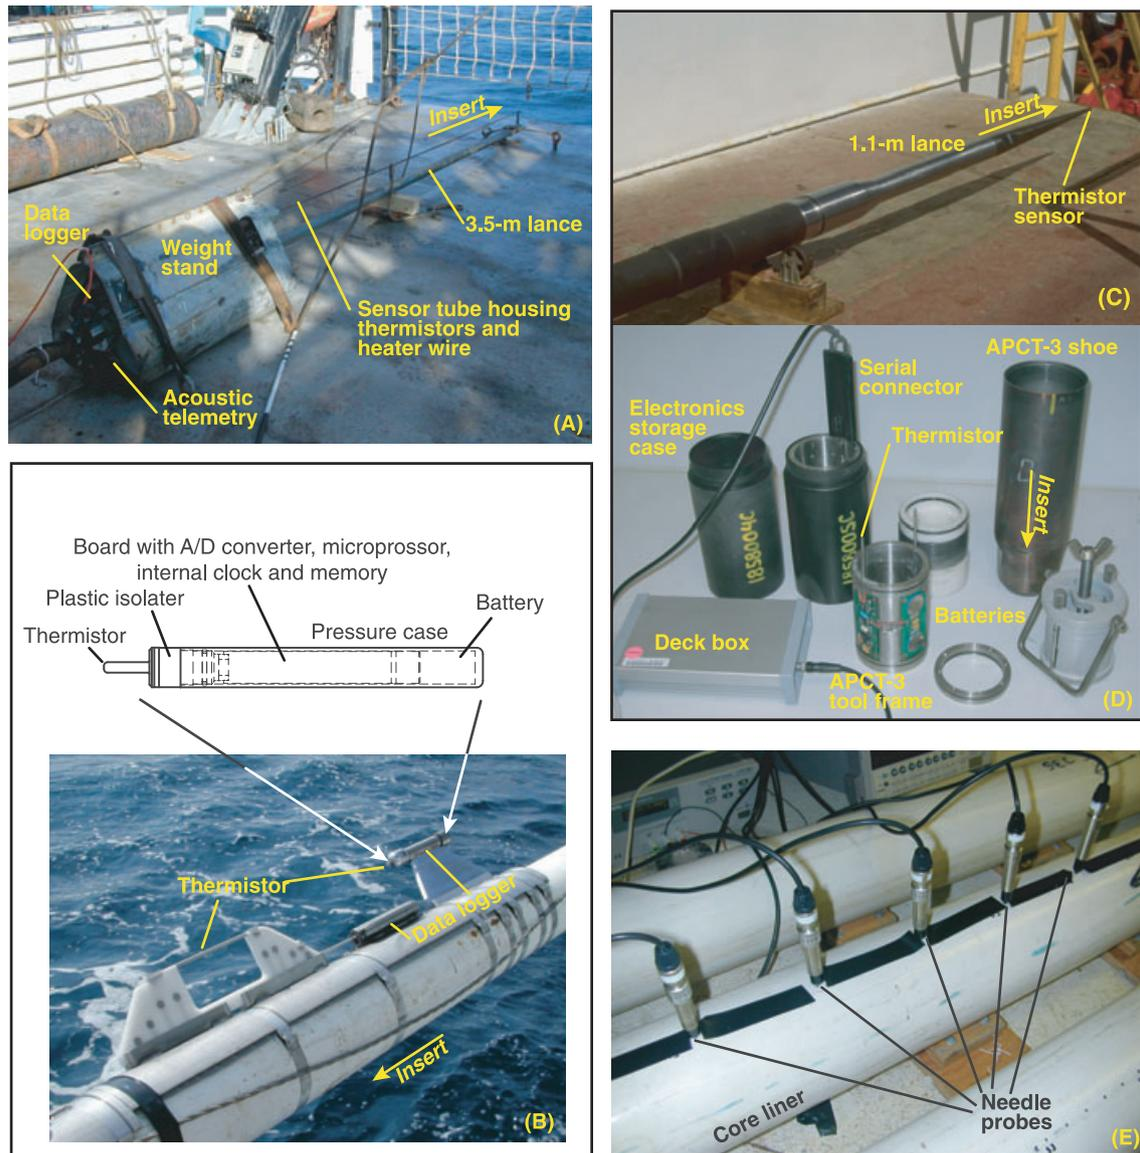 Insert
3.5-m lance
Data
logger
Weight
stand
Sensor tube housing
thermistors and
heater wire
Acoustic
telemetry
(A)
Board with A/D converter, microprossor,
internal clock and memory
Plastic isolater
Battery
Thermistor
Pressure case
Thermistor
Data logger
Insert
(B)
Insert
1.1-m lance
Thermistor
sensor
(C)
APCT-3 shoe
Serial
connector
Electronics
storage
case
Thermistor
Insert
1858004C
1858005C
Batteries
Deck box
APCT-3
tool frame
(D)
Core liner
Needle
probes
(E)